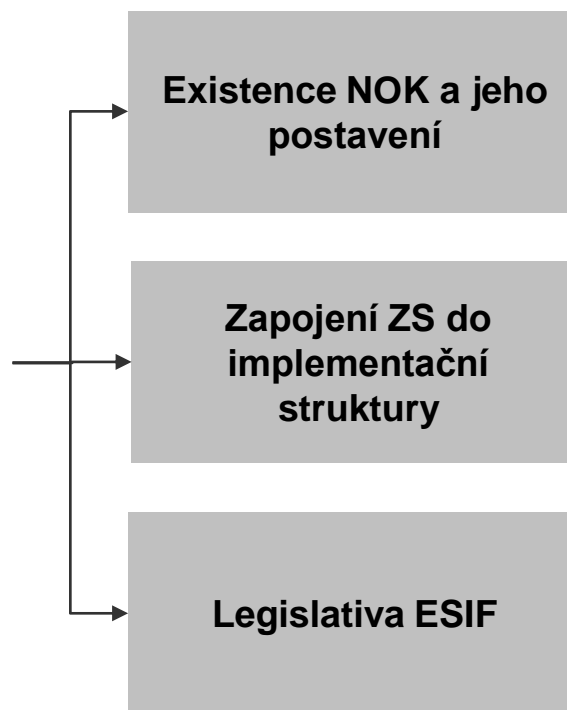 Existence NOK a jeho
postavení
Zapojení ZS do
implementační
struktury
Legislativa ESIF